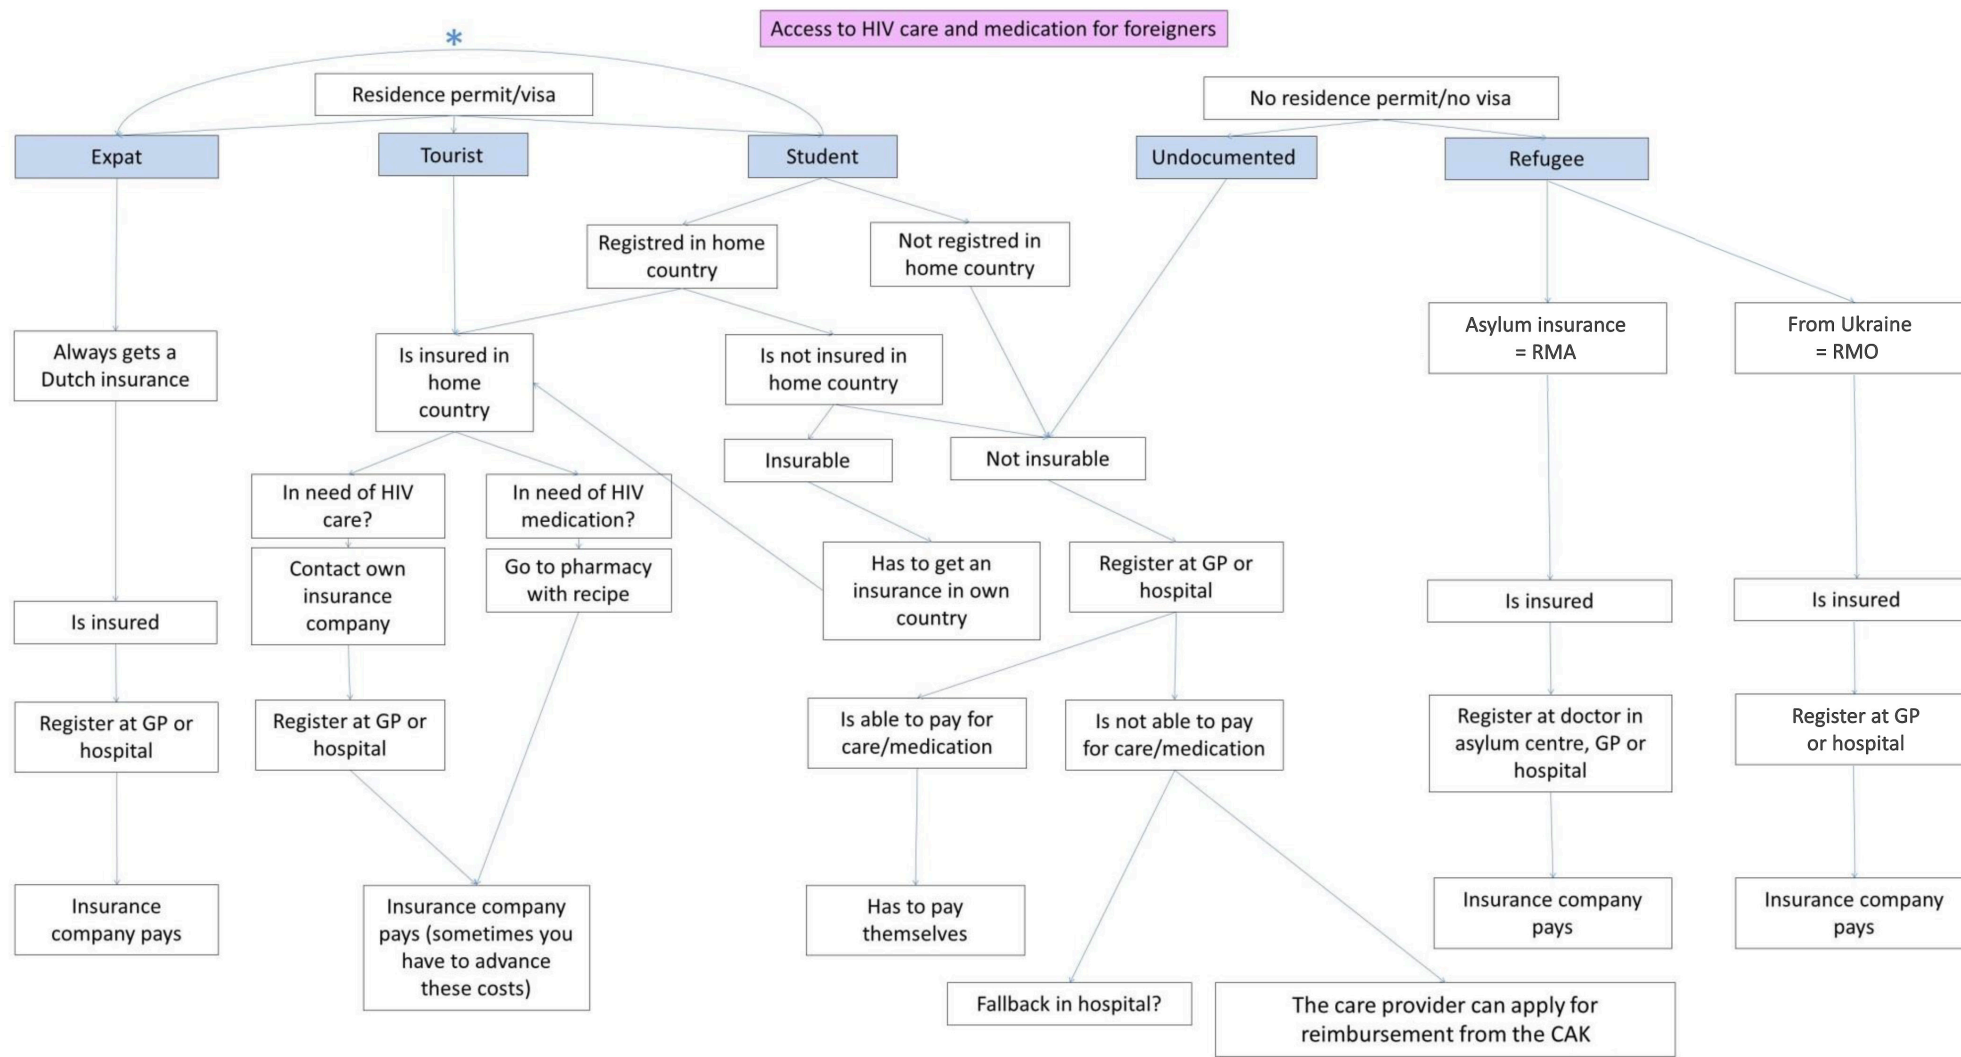 Access to HIV care and medication for foreigners
*
Residence permit/visa
No residence permit/no visa
Expat
Tourist
Student
Undocumented
Refugee
Registred in home
country
Not registred in
home country
Always gets a
Dutch insurance
Is insured in
home
country
Is not insured in
home country
Asylum insurance
= RMA
From Ukraine
= RMO
Insurable
Not insurable
In need of HIV
care?
In need of HIV
medication?
Contact own
insurance
company
Go to pharmacy
with recipe
Has to get an
insurance in own
country
Register at GP or
hospital
Is insured
Is insured
Is insured
Register at GP or
hospital
Register at GP or
hospital
Is able to pay for
care/medication
Is not able to pay
for care/medication
Register at doctor in
asylum centre, GP or
hospital
Register at GP
or hospital
Insurance
company pays
Insurance company
pays (sometimes you
have to advance
these costs)
Has to pay
themselves
Insurance company
pays
Insurance company
pays
Fallback in hospital?
The care provider can apply for
reimbursement from the CAK